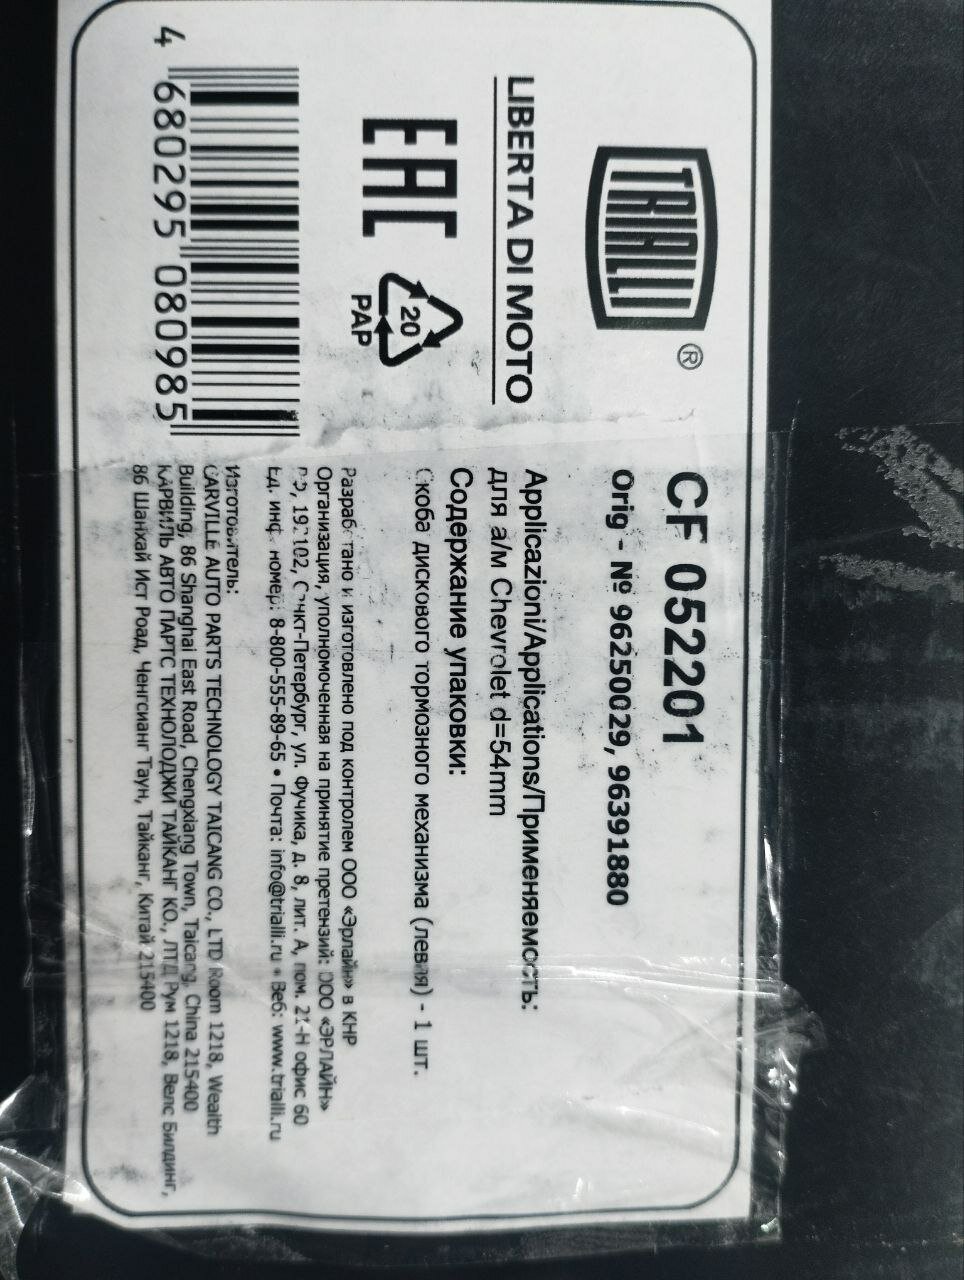 TRIALLI ®
LIBERTA DI MOTO
EAC
20
PAP
4 680295 080985
CF 052201
Orig - № 96250029, 96391880
Applicazioni/Applications/Применяемость:
для а/м Chevrolet d=54mm
Содержание упаковки:
Скоба дискового тормозного механизма (левая) - 1 шт.
Разработано и изготовлено под контролем ООО «Эрлайн» в КНР
Организация, уполномоченная на принятие претензий: ООО «ЭРЛАЙН»
РФ, 192102, Санкт-Петербург, ул. Фучика, д. 8, лит. А, пом. 21-Н офис 60
Ед. инф. номер: 8-800-555-89-65 • Почта: info@trialli.ru • Веб: www.trialli.ru
Изготовитель:
CARVILLE AUTO PARTS TECHNOLOGY TAICANG CO., LTD Room 1218, Wealth
Building, 86 Shanghai East Road, Chengxiang Town, Taicang, China 215400
КАРВИЛЬ АВТО ПАРТС ТЕХНОЛОДЖИ ТАЙКАНГ КО., ЛТД Рум 1218, Велс Билдинг,
86 Шанхай Ист Роад, Ченгсианг Таун, Тайканг, Китай 215400